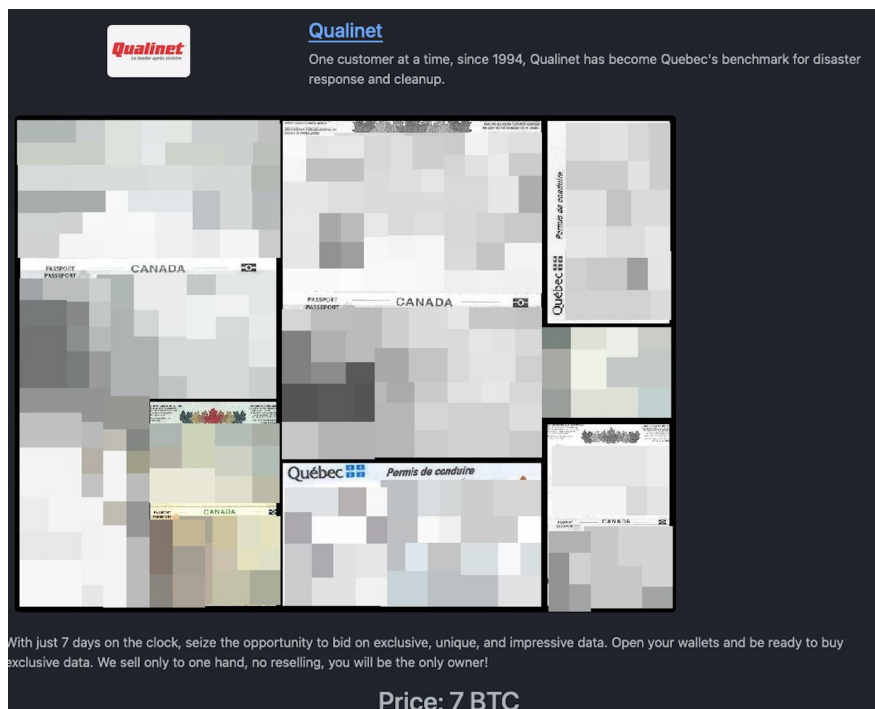 Qualinet
Le leader après sinistre
Qualinet
One customer at a time, since 1994, Qualinet has become Quebec's benchmark for disaster
response and cleanup.
PASSPORT
PASSEPORT
CANADA
PASSPORT
PASSEPORT
CANADA
Permis de conduire
Québec
CANADA
Québec
Permis de conduire
CANADA
With just 7 days on the clock, seize the opportunity to bid on exclusive, unique, and impressive data. Open your wallets and be ready to buy
exclusive data. We sell only to one hand, no reselling, you will be the only owner!
Price: 7 BTC